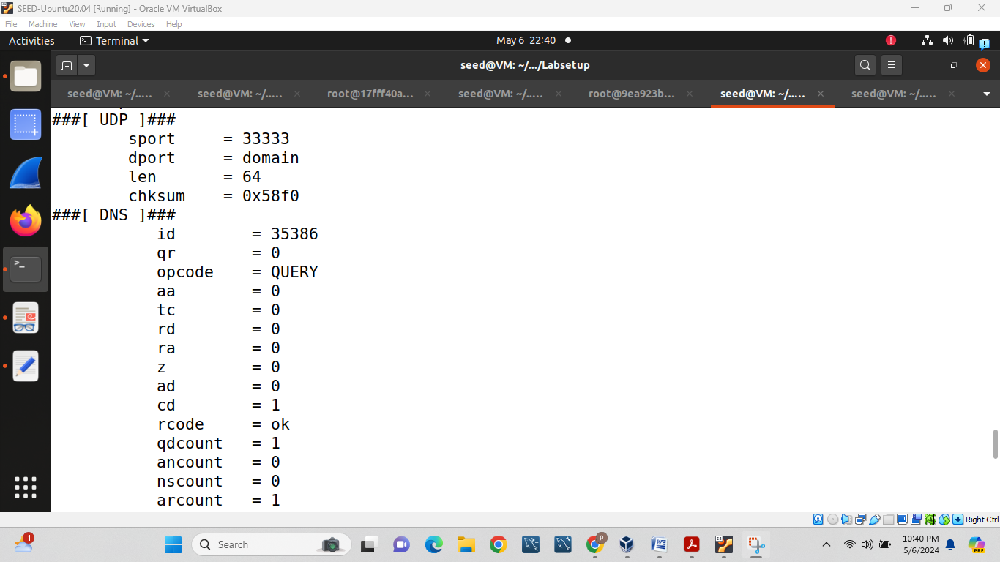 SEED-Ubuntu20.04 [Running] - Oracle VM VirtualBox
File Machine View Input Devices Help
Activities Terminal May 6 22:40
seed@VM: ~/.../Labsetup
seed@VM: ~/..... seed@VM: ~/..... root@17fff40a... seed@VM: ~/..... root@9ea923b... seed@VM: ~/..... seed@VM: ~/.....
###[ UDP ]###
sport = 33333
dport = domain
len = 64
chksum = 0x58f0
###[ DNS ]###
id = 35386
qr = 0
opcode = QUERY
aa = 0
tc = 0
rd = 0
ra = 0
z = 0
ad = 0
cd = 1
rcode = ok
qdcount = 1
ancount = 0
nscount = 0
arcount = 1
Right Ctrl
1
Search
P
64
PRE
10:40 PM
5/6/2024